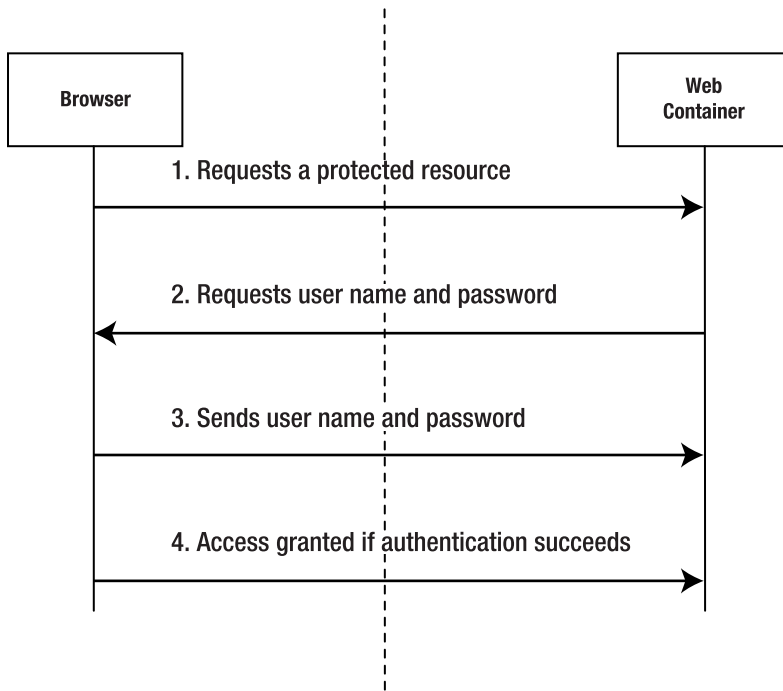 Browser
Web
Container
1. Requests a protected resource
2. Requests user name and password
3. Sends user name and password
4. Access granted if authentication succeeds